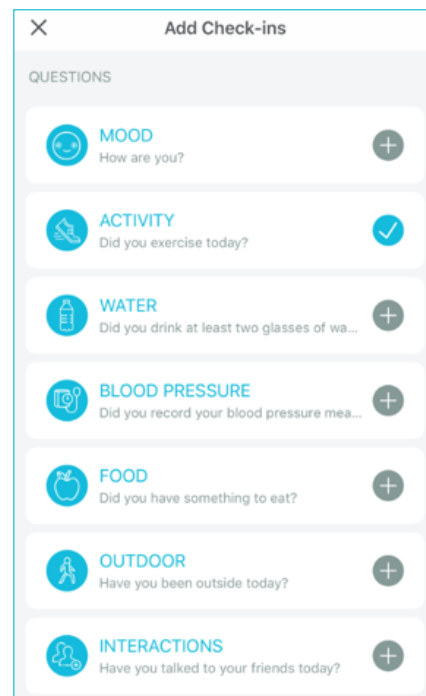 Add Check-ins
QUESTIONS
MOOD
How are you?
ACTIVITY
Did you exercise today?
WATER
Did you drink at least two glasses of wa...
BLOOD PRESSURE
Did you record your blood pressure mea...
FOOD
Did you have something to eat?
OUTDOOR
Have you been outside today?
INTERACTIONS
Have you talked to your friends today?